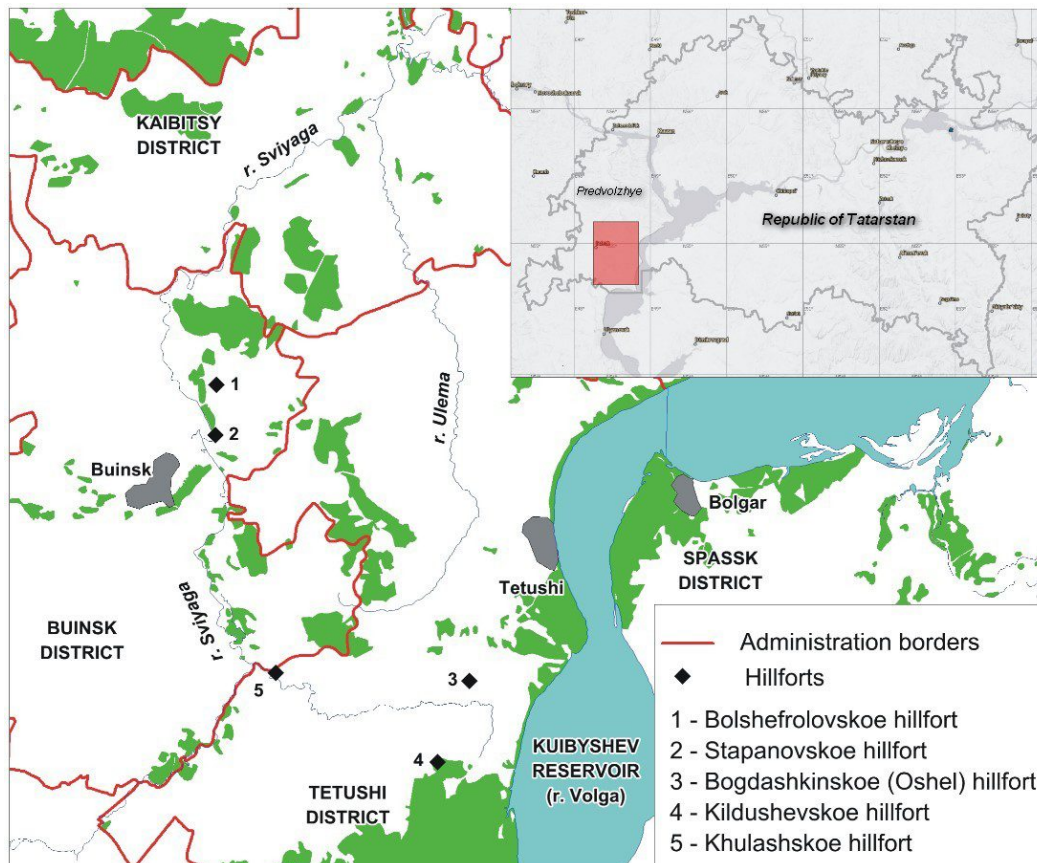 KAIBITSY
DISTRICT
r. Sviyaga
Predvolzhye
Republic of Tatarstan
Kazan
1
2
Buinsk
r. Ulema
Bolgar
Tetushi
SPASSK
DISTRICT
r. Sviyaga
BUINSK
DISTRICT
5
3
4
KUIBYSHEV
RESERVOIR
(r. Volga)
TETUSHI
DISTRICT
Administration borders
Hillforts
1 - Bolshefrolovskoe hillfort
2 - Stapanovskoe hillfort
3 - Bogdashkinskoe (Oshel) hillfort
4 - Kildushevskoe hillfort
5 - Khulashskoe hillfort